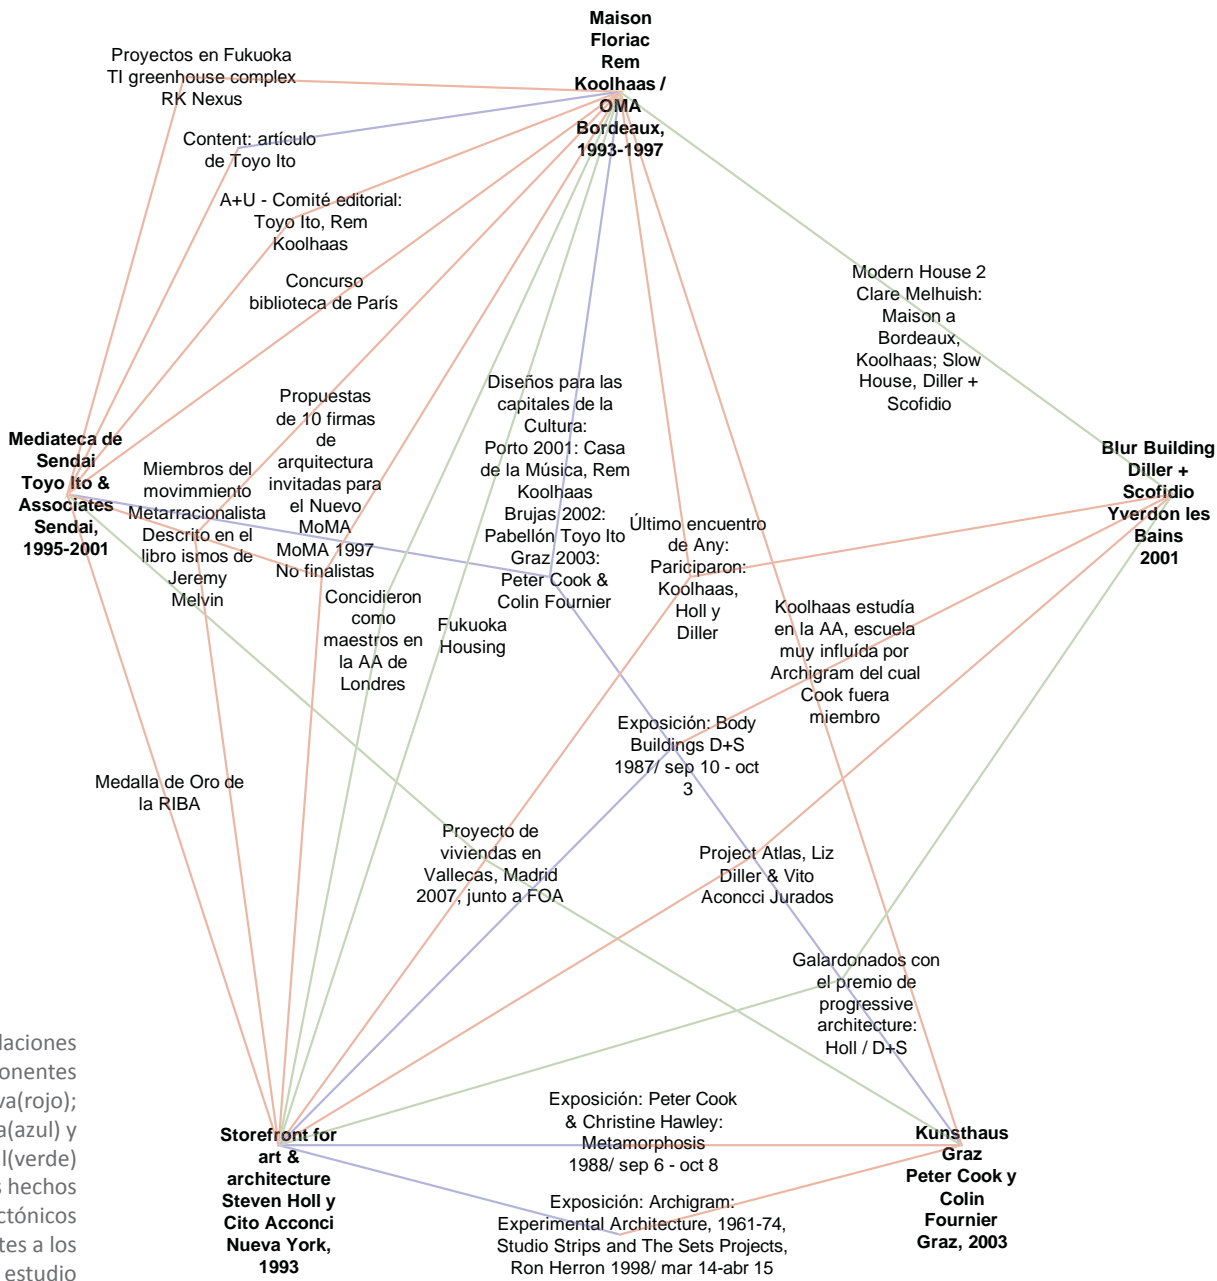 Maison
Floriac
Rem
Koolhaas /
OMA
Bordeaux,
1993-1997
Proyectos en Fukuoka
TI greenhouse complex
RK Nexus
Content: artículo
de Toyo Ito
A+U - Comité editorial:
Toyo Ito, Rem
Koolhaas
Concurso
biblioteca de París
Modern House 2
Clare Melhuish:
Maison a
Bordeaux,
Koolhaas; Slow
House, Diller +
Scofidio
Mediateca de
Sendai
Toyo Ito &
Associates
Sendai,
1995-2001
Miembros del
movimmiento
Metarracionalista
Descrito en el
libro ismos de
Jeremy
Melvin
Propuestas
de 10 firmas
de
arquitectura
invitadas para
el Nuevo
MoMA
MoMA 1997
No finalistas
Diseños para las
capitales de la
Cultura:
Porto 2001: Casa
de la Música, Rem
Koolhaas
Brujas 2002:
Pabellón Toyo Ito
Graz 2003:
Peter Cook &
Colin Fournier
Último encuentro
de Any:
Pariciparon:
Koolhaas,
Holl y
Diller
Blur Building
Diller +
Scofidio
Yverdon les
Bains
2001
Concidieron
como
maestros en
la AA de
Londres
Fukuoka
Housing
Koolhaas estudía
en la AA, escuela
muy influída por
Archigram del cual
Cook fuera
miembro
Exposición: Body
Buildings D+S
1987/ sep 10 - oct
3
Medalla de Oro de
la RIBA
Proyecto de
viviendas en
Vallecas, Madrid
2007, junto a FOA
Project Atlas, Liz
Diller & Vito
Aconcci Jurados
Galardonados con
el premio de
progressive
architecture:
Holl / D+S
laciones
onentes
va(rojo);
a(azul) y
l(verde)
s hechos
ctónicos
tes a los
estudio
Storefront for
art &
architecture
Steven Holl y
Cito Acconci
Nueva York,
1993
Exposición: Peter Cook
& Christine Hawley:
Metamorphosis
1988/ sep 6 - oct 8
Exposición: Archigram:
Experimental Architecture, 1961-74,
Studio Strips and The Sets Projects,
Ron Herron 1998/ mar 14-abr 15
Kunsthaus
Graz
Peter Cook y
Colin
Fournier
Graz, 2003